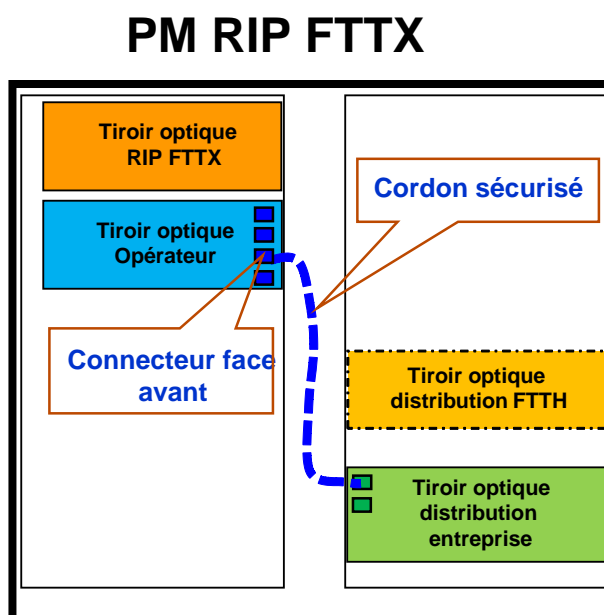 PM RIP FTTX
Tiroir optique
RIP FTTX
Cordon sécurisé
Tiroir optique
Opérateur
Connecteur face
avant
Tiroir optique
distribution FTTH
Tiroir optique
distribution
entreprise